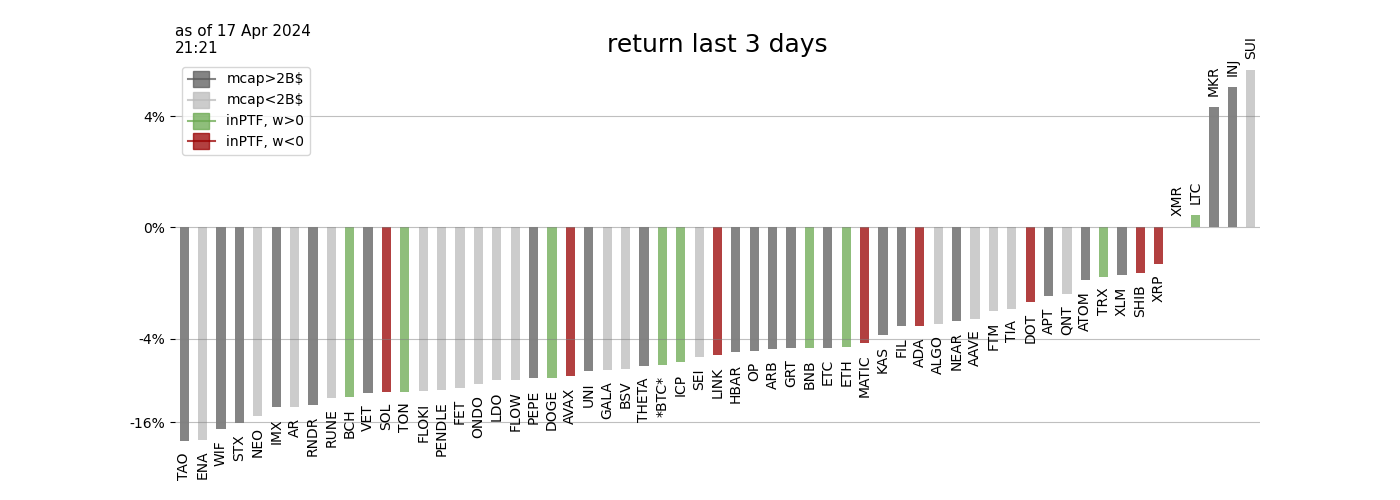 as of 17 Apr 2024
21:21
return last 3 days
mcap>2B$
mcap<2B$
inPTF, w>0
inPTF, w<0
4%
0%
-4%
-16%
TAO
ENA
WIF
STX
NEO
IMX
AR
RNDR
RUNE
BCH
VET
SOL
TON
FLOKI
PENDLE
FET
ONDO
LDO
FLOW
PEPE
DOGE
AVAX
UNI
GALA
BSV
THETA
*BTC*
ICP
SEI
LINK
HBAR
OP
ARB
GRT
BNB
ETC
ETH
MATIC
KAS
FIL
ADA
ALGO
NEAR
AAVE
FTM
TIA
DOT
APT
QNT
ATOM
TRX
XLM
SHIB
XRP
XMR
LTC
MKR
INJ
SUI